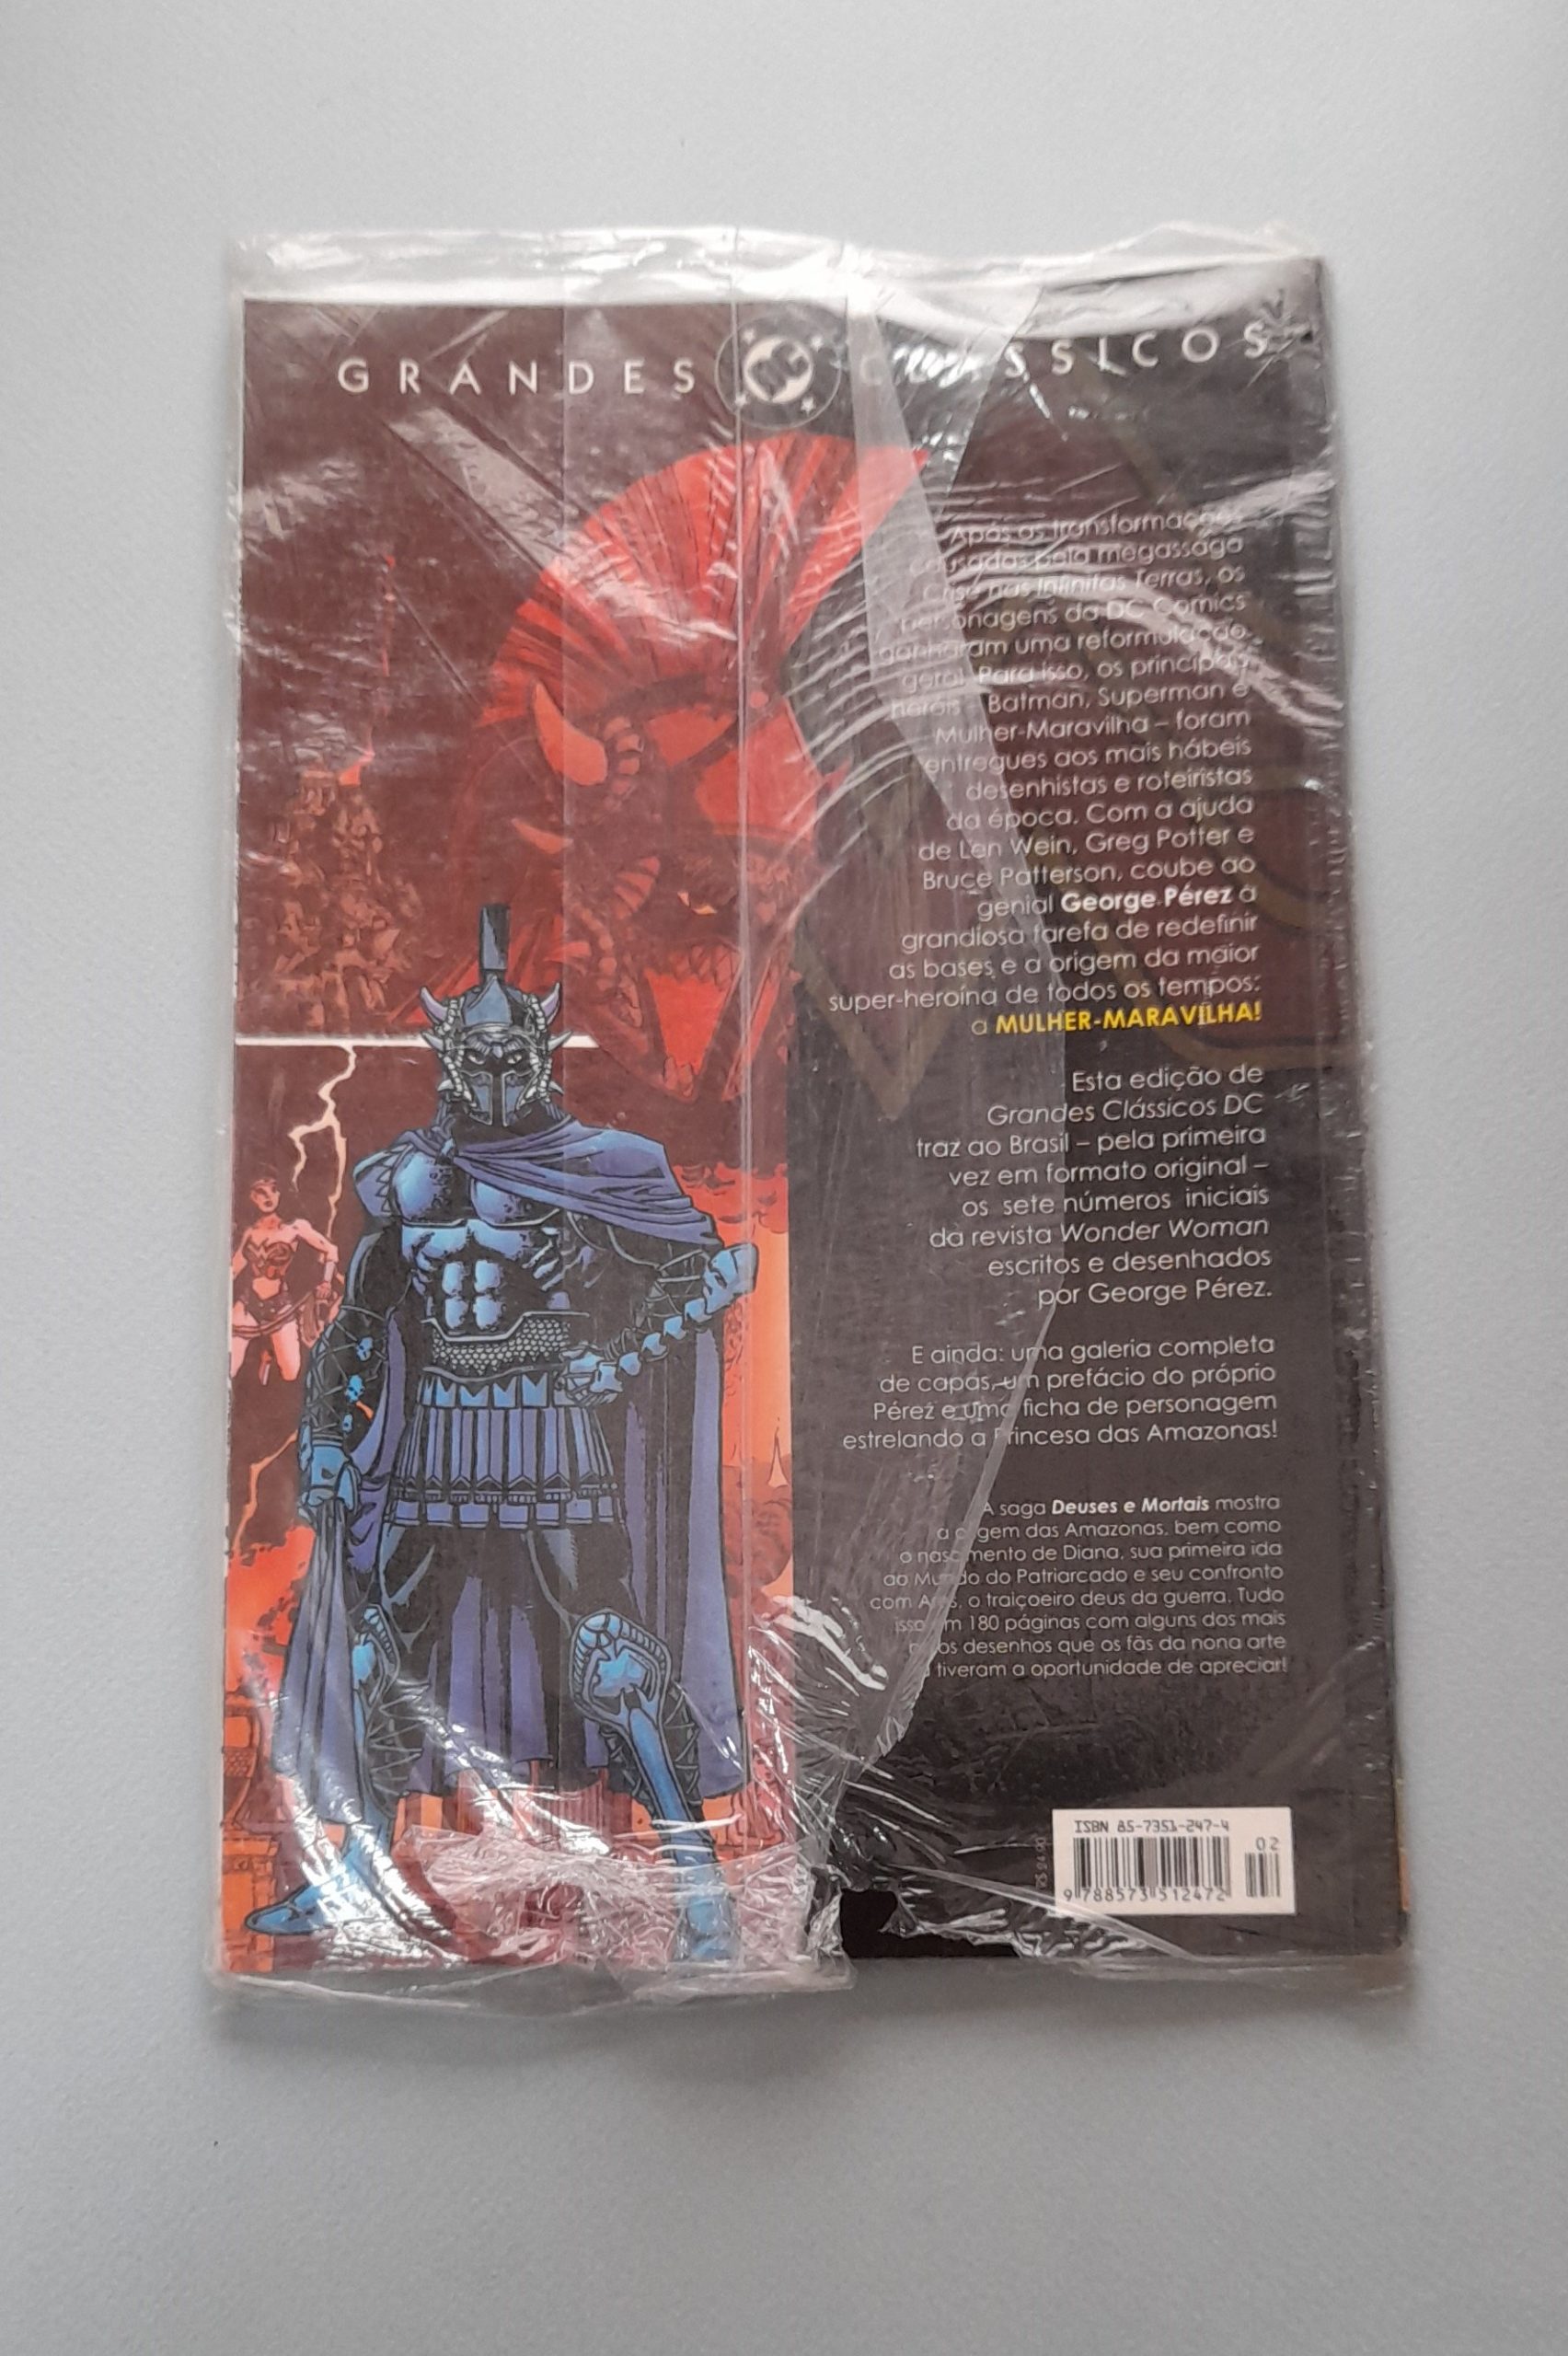 GRANDES DC CLÁSSICOS
Após as transformações
causadas pela megassaga
Crise nas Infinitas Terras, os
personagens da DC Comics
ganharam uma reformulação
geral. Para isso, os principais
heróis – Batman, Superman e
Mulher-Maravilha – foram
entregues aos mais hábeis
desenhistas e roteiristas
da época. Com a ajuda
de Len Wein, Greg Potter e
Bruce Patterson, coube ao
genial George Pérez a
grandiosa tarefa de redefinir
as bases e a origem da maior
super-heroína de todos os tempos:
a MULHER-MARAVILHA!
Esta edição de
Grandes Clássicos DC
traz ao Brasil – pela primeira
vez em formato original –
os sete números iniciais
da revista Wonder Woman
escritos e desenhados
por George Pérez.
E ainda: uma galeria completa
de capas, um prefácio do próprio
Pérez e uma ficha de personagem
estrelando a Princesa das Amazonas!
A saga Deuses e Mortais mostra
a origem das Amazonas, bem como
o nascimento de Diana, sua primeira ida
ao Mundo do Patriarcado e seu confronto
com Ares, o traiçoeiro deus da guerra. Tudo
isso em 180 páginas com alguns dos mais
desenhos que os fãs da nona arte
tiveram a oportunidade de apreciar!
ISBN 85-7351-247-4
02
9 788573 512472